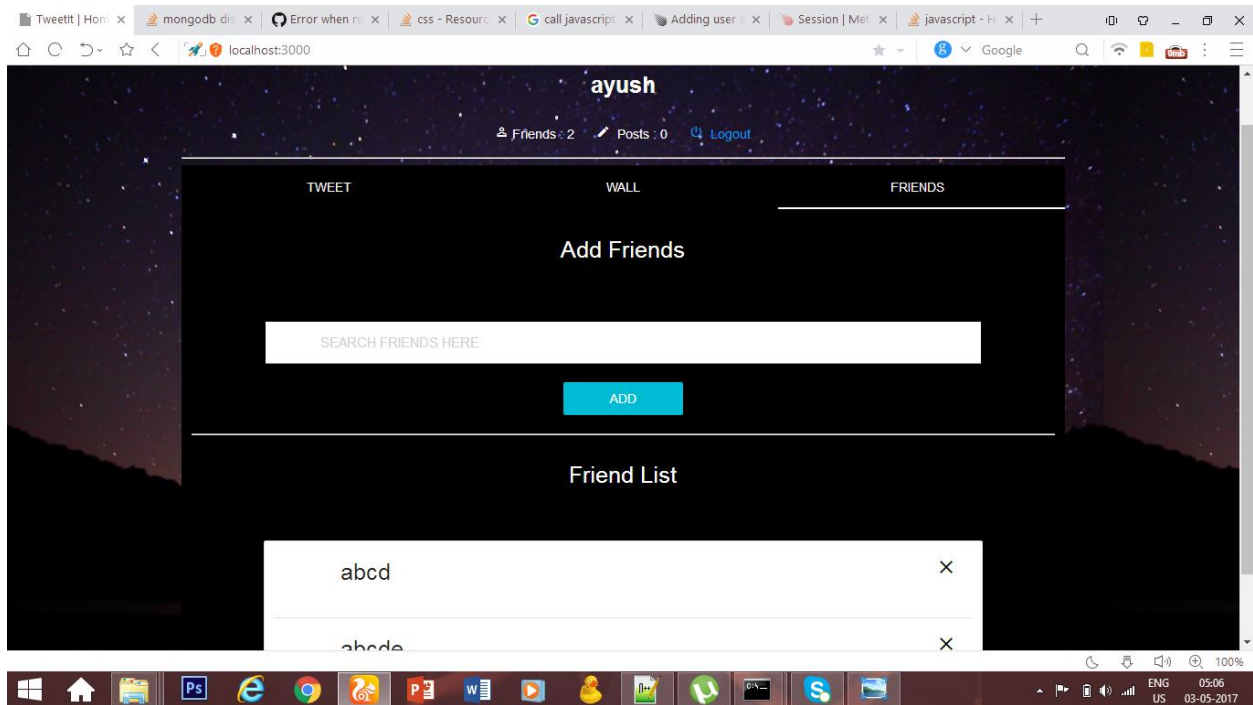 TweetIt | Hom mongodb dis Error when ru css - Resourc call javascript Adding user a Session | Met javascript - H
localhost:3000 Google 0mb
ayush
Friends : 2 Posts : 0 Logout
TWEET WALL FRIENDS
Add Friends
SEARCH FRIENDS HERE
ADD
Friend List
abcd
abcde
100%
Ps ENG 05:06
US 03-05-2017